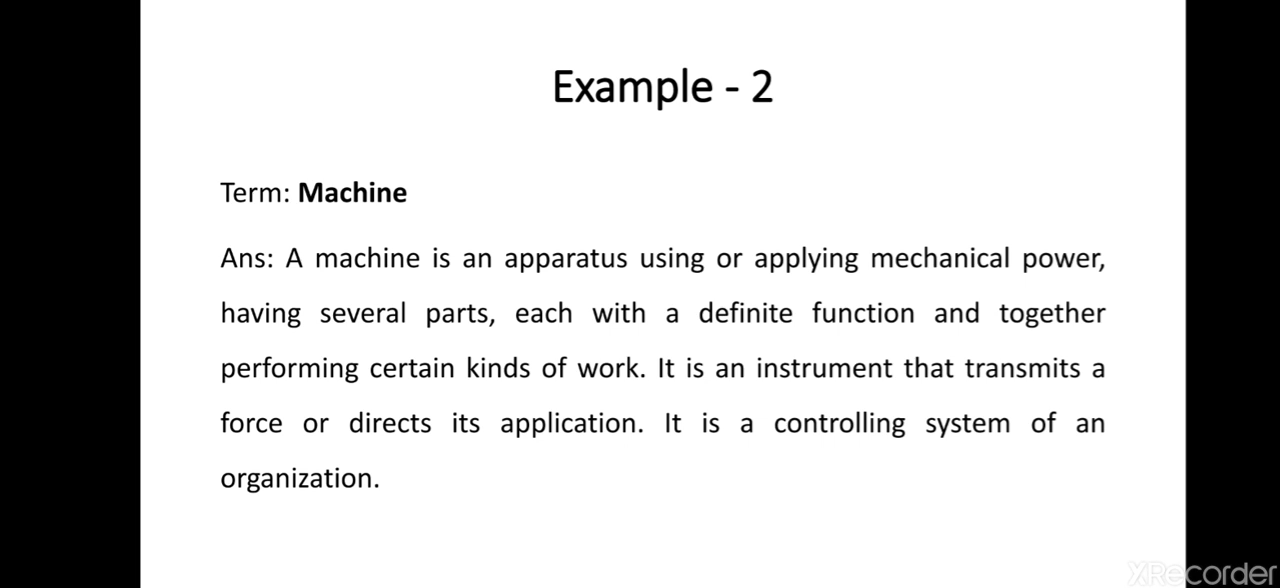 Example - 2
Term: Machine
Ans: A machine is an apparatus using or applying mechanical power,
having several parts, each with a definite function and together
performing certain kinds of work. It is an instrument that transmits a
force or directs its application. It is a controlling system of an
organization.
XRecorder